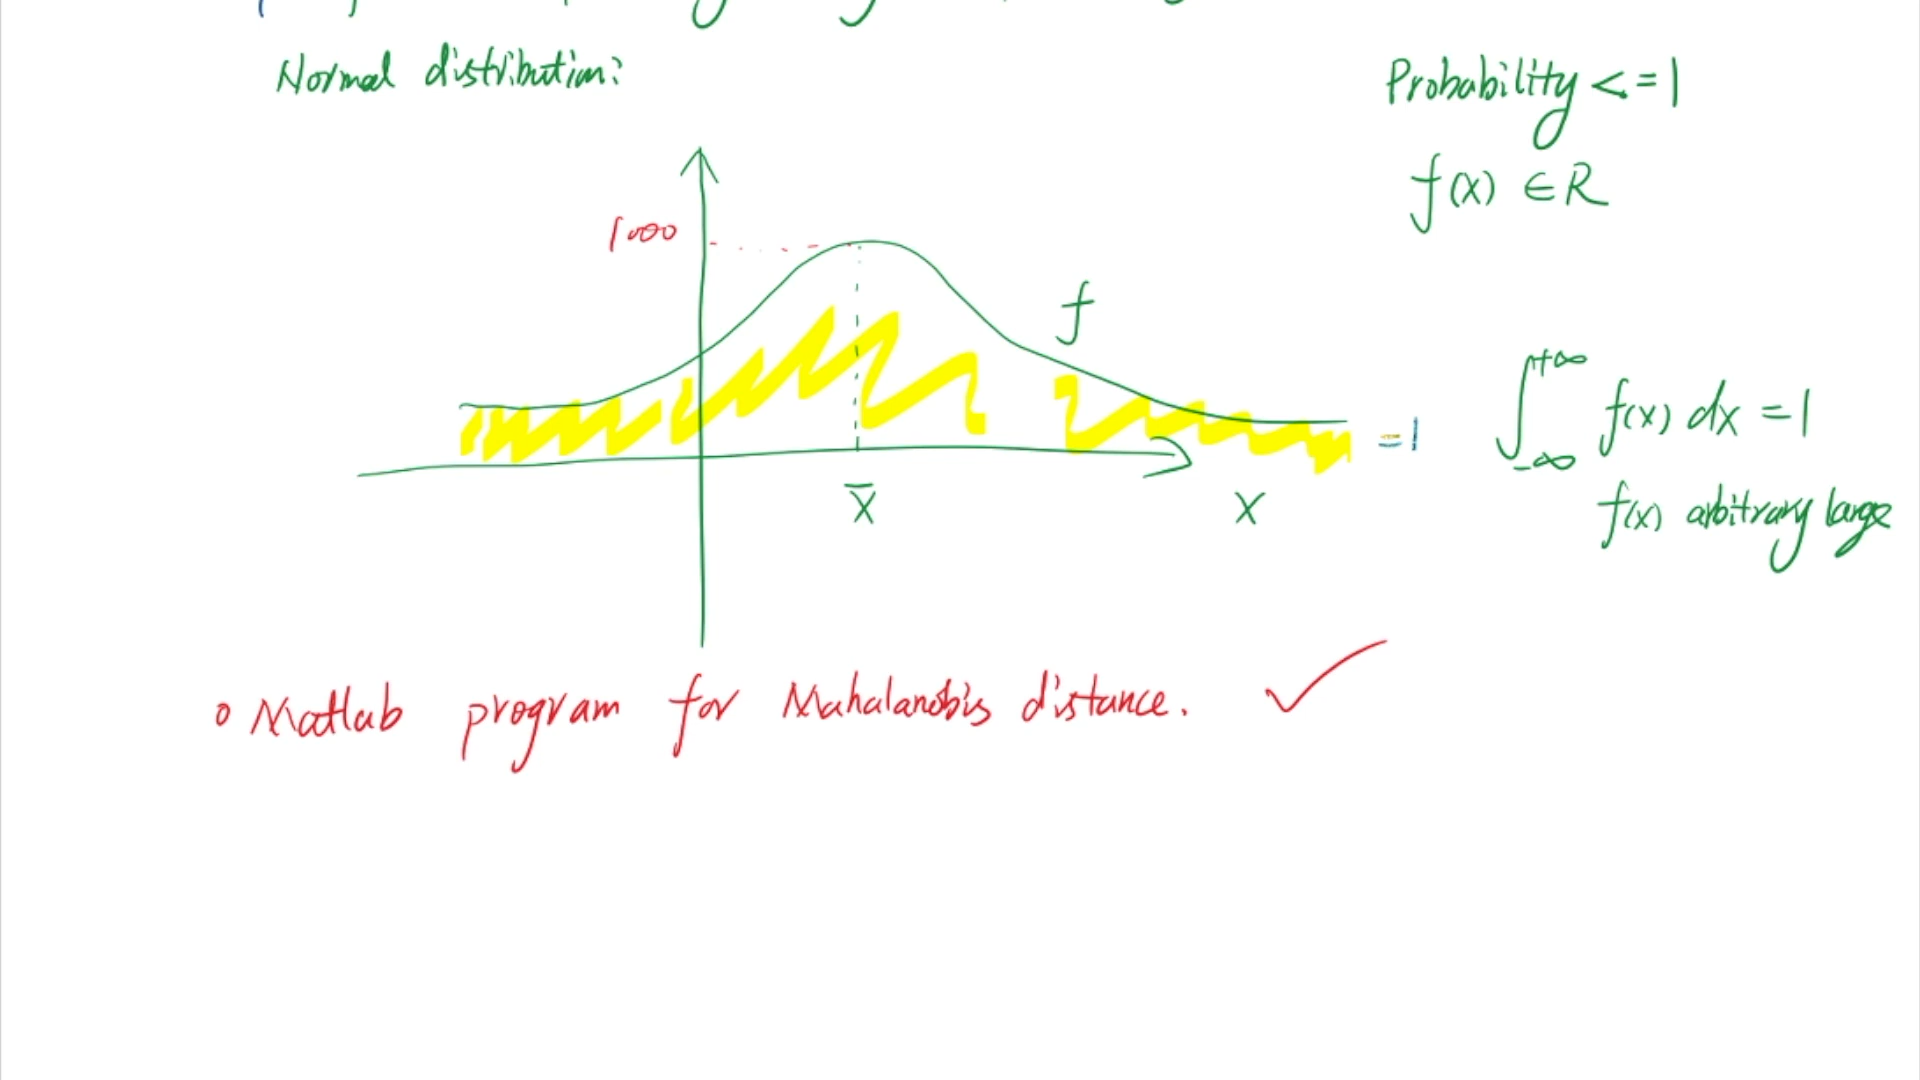 Normal distribution:
Probability <= 1
f(x) ∈ R
1000
f
= 1
∫_{-∞}^{+∞} f(x) dx = 1
x̄
x
f(x) arbitrary large
o Matlab program for Mahalanobis distance. ✓